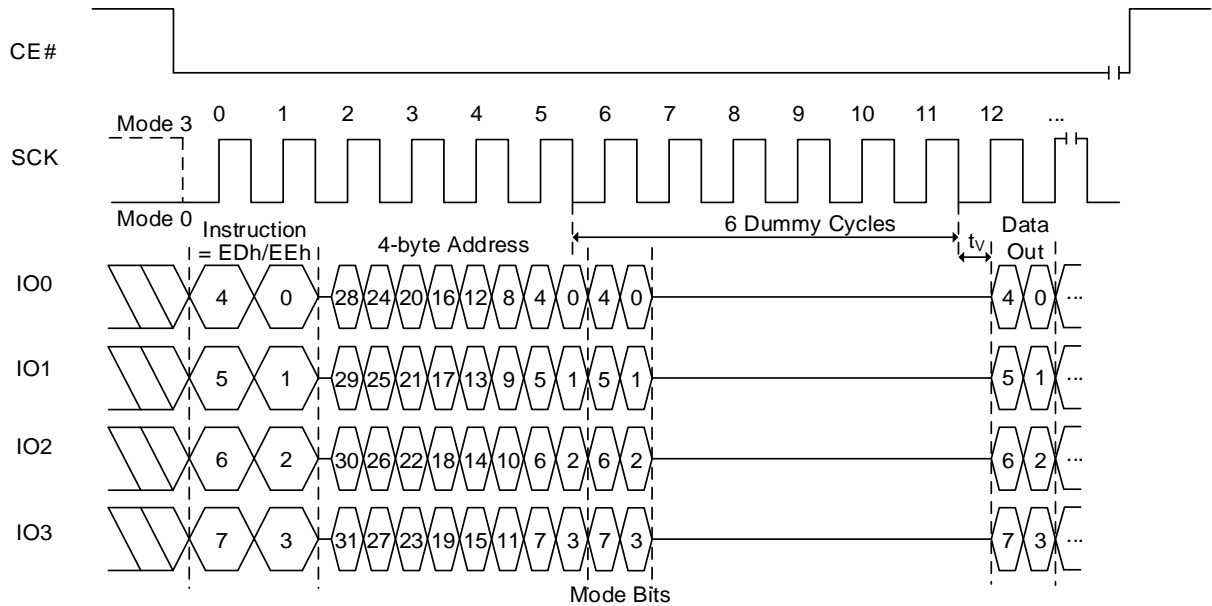 CE#
0 1 2 3 4 5 6 7 8 9 10 11 12 ...
Mode 3
SCK
Mode 0
Instruction
= EDh/EEh
4-byte Address
6 Dummy Cycles
tV
Data
Out
IO0 4 0 28 24 20 16 12 8 4 0 4 0 4 0 ...
IO1 5 1 29 25 21 17 13 9 5 1 5 1 5 1 ...
IO2 6 2 30 26 22 18 14 10 6 2 6 2 6 2 ...
IO3 7 3 31 27 23 19 15 11 7 3 7 3 7 3 ...
Mode Bits